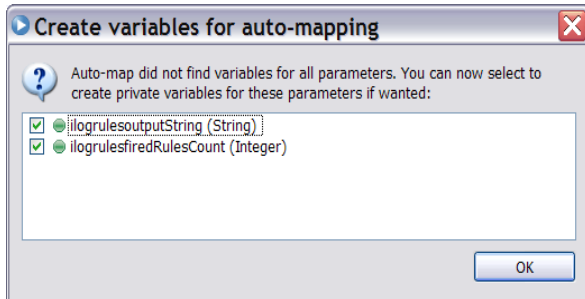 Create variables for auto-mapping
Auto-map did not find variables for all parameters. You can now select to
create private variables for these parameters if wanted:
ilogrulesoutputString (String)
ilogrulesfiredRulesCount (Integer)
OK